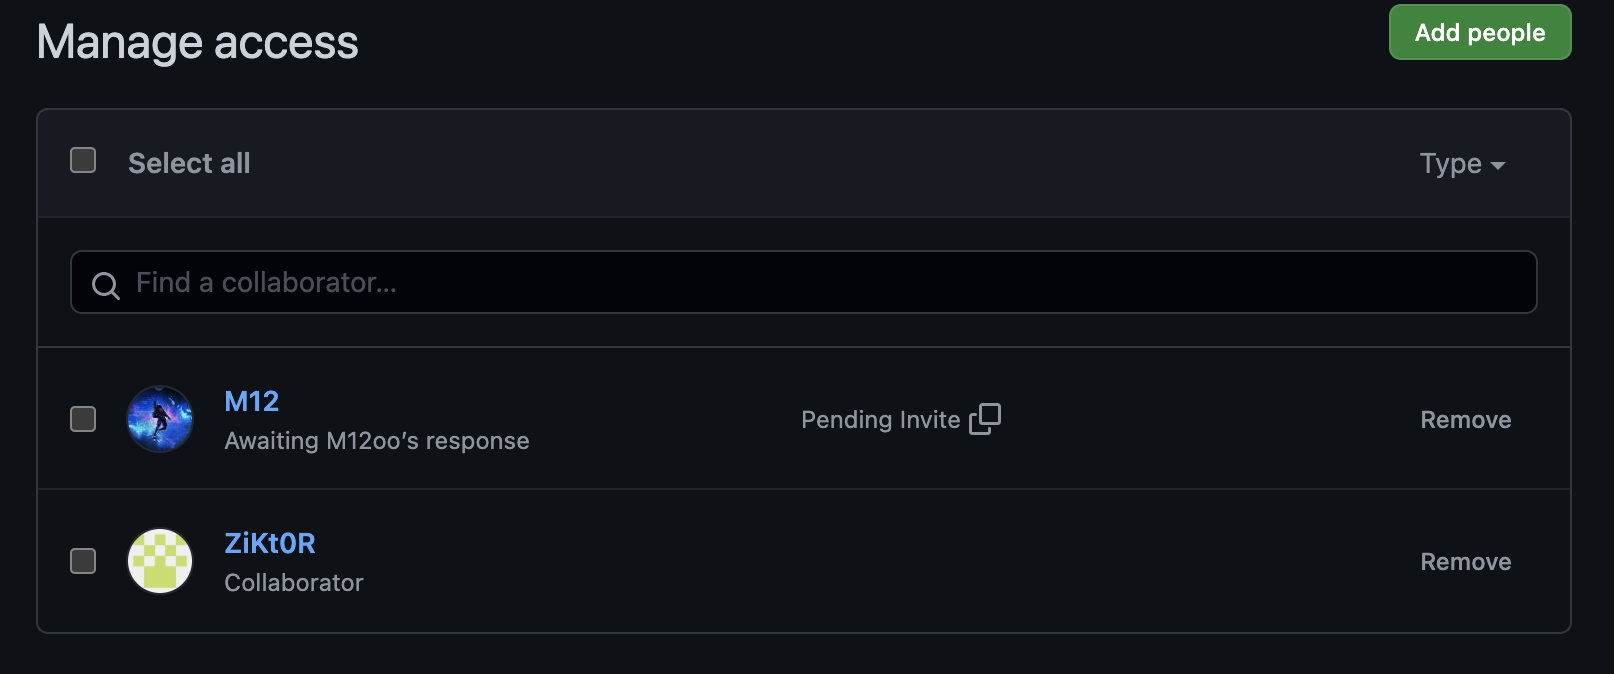 Manage access
Add people
Select all
Type
Find a collaborator...
M12
Awaiting M12oo’s response
Pending Invite
Remove
ZiKt0R
Collaborator
Remove